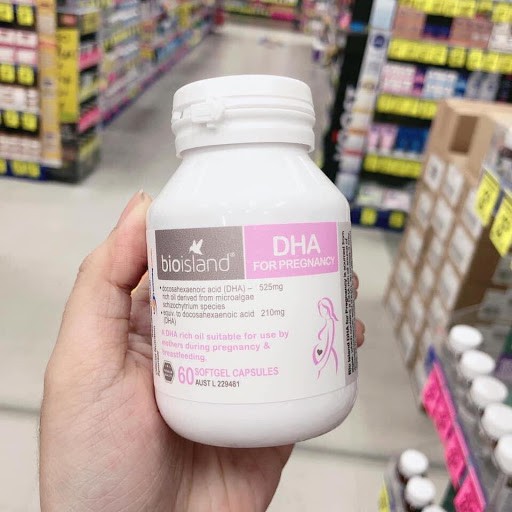 bioisland®
DHA
FOR PREGNANCY
• docosahexaenoic acid (DHA) – 525mg
rich oil derived from microalgae
schizochytrium species
• equiv. to docosahexaenoic acid 210mg
(DHA)
A DHA rich oil suitable for use by
mothers during pregnancy &
breastfeeding.
60 SOFTGEL CAPSULES
AUST L 229461